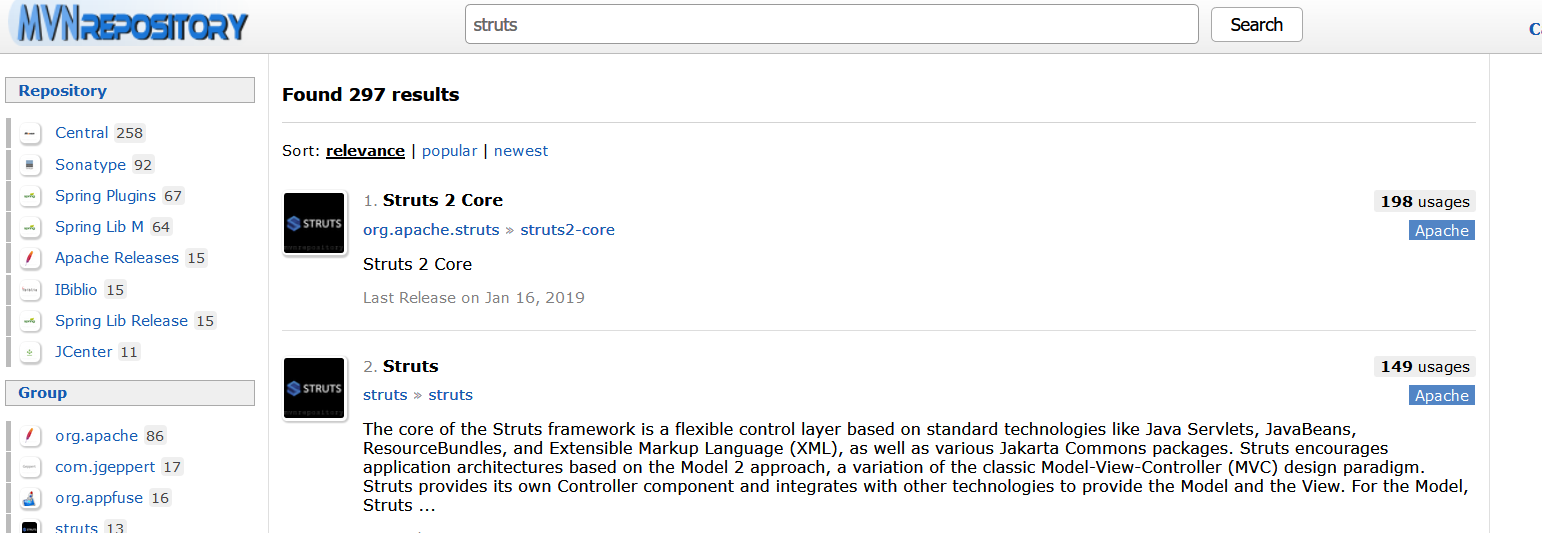 MVNREPOSITORY
struts
Search
Repository
Central 258
Sonatype 92
Spring Plugins 67
Spring Lib M 64
Apache Releases 15
IBiblio 15
Spring Lib Release 15
JCenter 11
Group
org.apache 86
com.jgeppert 17
org.appfuse 16
struts 13
Found 297 results
Sort: relevance | popular | newest
STRUTS
1. Struts 2 Core
198 usages
org.apache.struts » struts2-core
Apache
Struts 2 Core
Last Release on Jan 16, 2019
STRUTS
2. Struts
149 usages
struts » struts
Apache
The core of the Struts framework is a flexible control layer based on standard technologies like Java Servlets, JavaBeans,
ResourceBundles, and Extensible Markup Language (XML), as well as various Jakarta Commons packages. Struts encourages
application architectures based on the Model 2 approach, a variation of the classic Model-View-Controller (MVC) design paradigm.
Struts provides its own Controller component and integrates with other technologies to provide the Model and the View. For the Model,
Struts ...